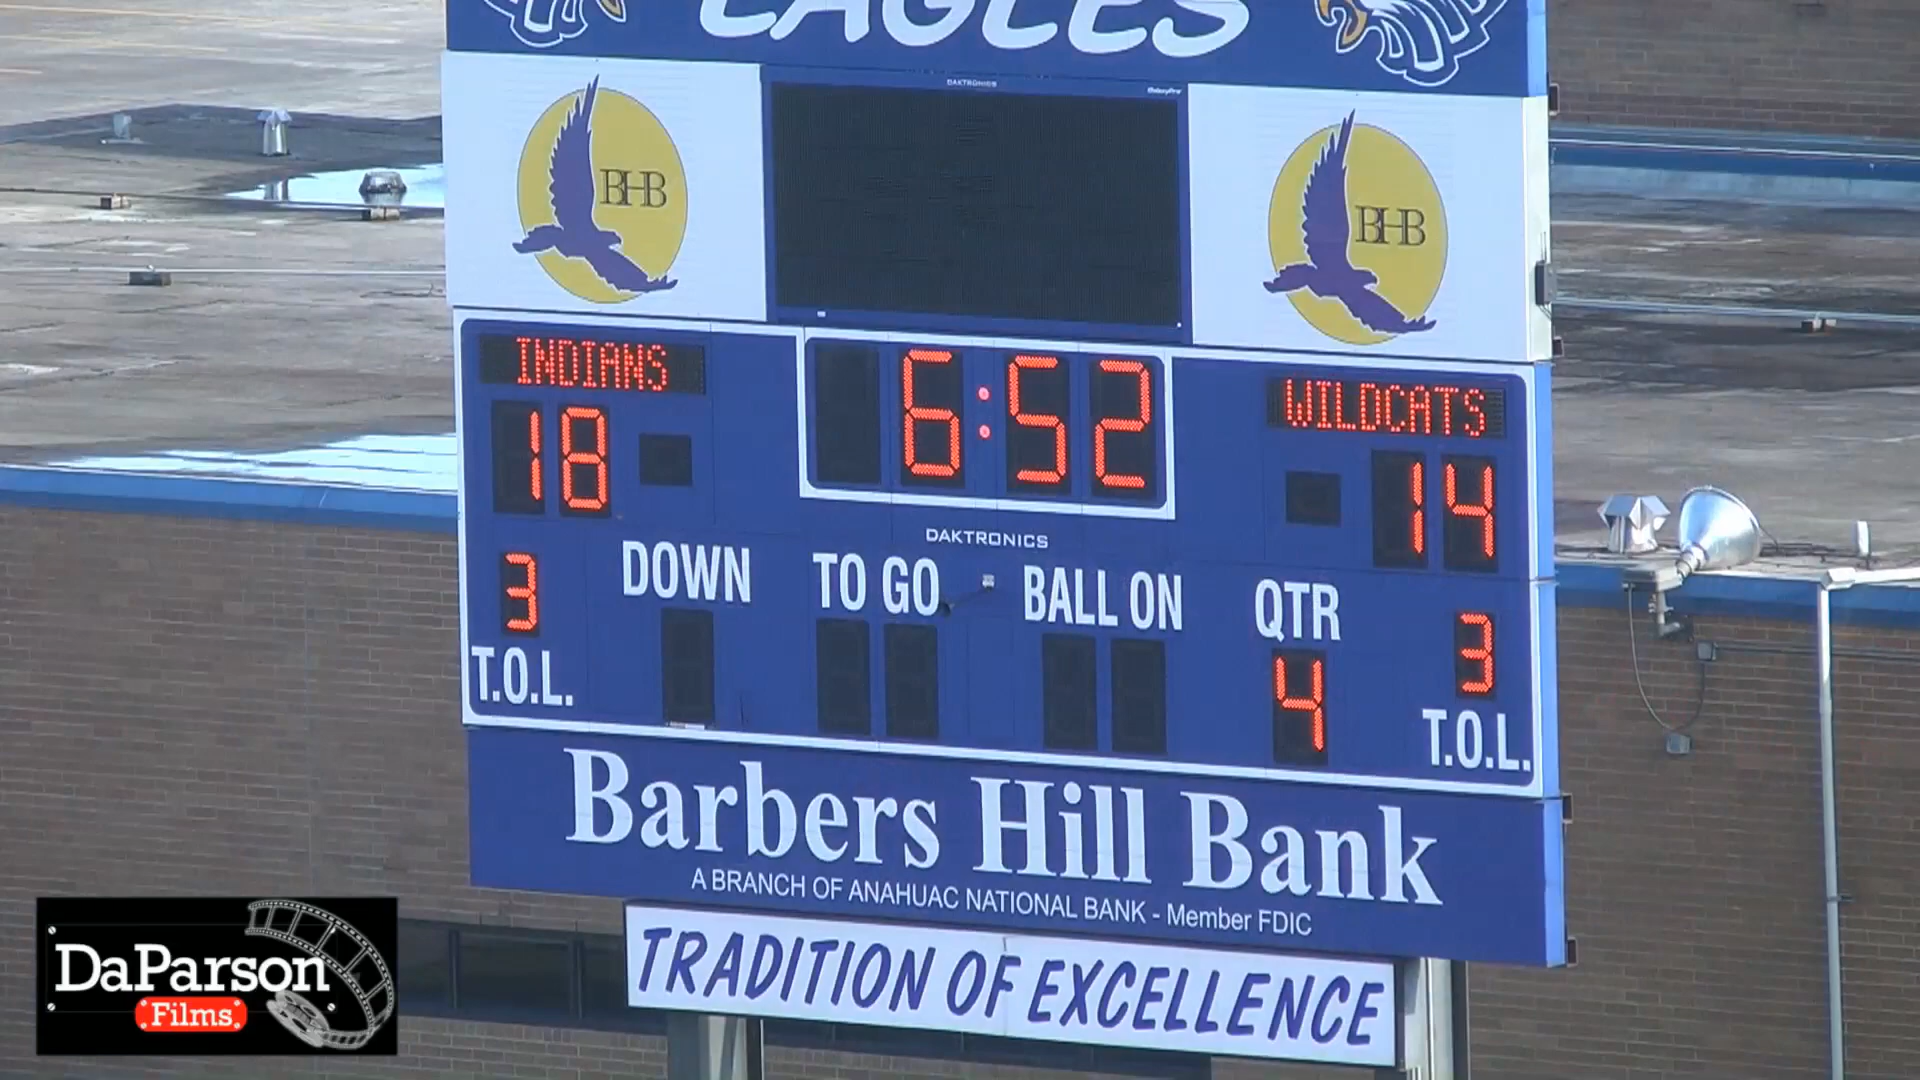 EAGLES
DAKTRONICS
BHB
BHB
INDIANS
6:52
WILDCATS
18
14
DAKTRONICS
DOWN
TO GO
BALL ON
QTR
3
3
4
T.O.L.
T.O.L.
Barbers Hill Bank
A BRANCH OF ANAHUAC NATIONAL BANK - Member FDIC
TRADITION OF EXCELLENCE
DaParson
Films